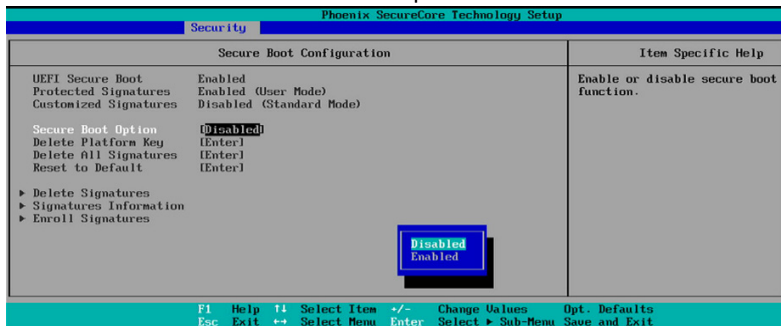 Phoenix SecureCore Technology Setup
Security
Secure Boot Configuration
Item Specific Help
UEFI Secure Boot Enabled
Protected Signatures Enabled (User Mode)
Customized Signatures Disabled (Standard Mode)
Secure Boot Option [Disabled]
Delete Platform Key [Enter]
Delete All Signatures [Enter]
Reset to Default [Enter]
▶ Delete Signatures
▶ Signatures Information
▶ Enroll Signatures
Enable or disable secure boot
function.
Disabled
Enabled
F1 Help ↑↓ Select Item +/- Change Values Opt. Defaults
Esc Exit ↔ Select Menu Enter Select ▶ Sub-Menu Save and Exit